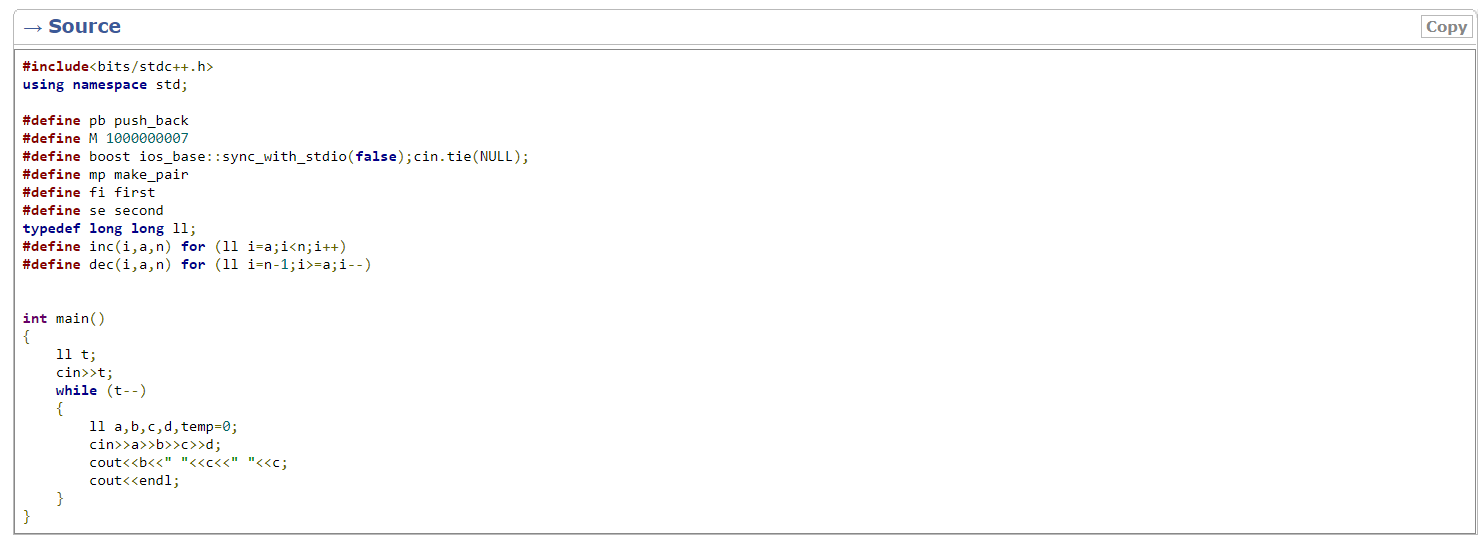 → Source
Copy
#include<bits/stdc++.h>
using namespace std;
#define pb push_back
#define M 1000000007
#define boost ios_base::sync_with_stdio(false);cin.tie(NULL);
#define mp make_pair
#define fi first
#define se second
typedef long long ll;
#define inc(i,a,n) for (ll i=a;i<n;i++)
#define dec(i,a,n) for (ll i=n-1;i>=a;i--)
int main()
{
    ll t;
    cin>>t;
    while (t--)
    {
        ll a,b,c,d,temp=0;
        cin>>a>>b>>c>>d;
        cout<<b<<" "<<c<<" "<<c;
        cout<<endl;
    }
}